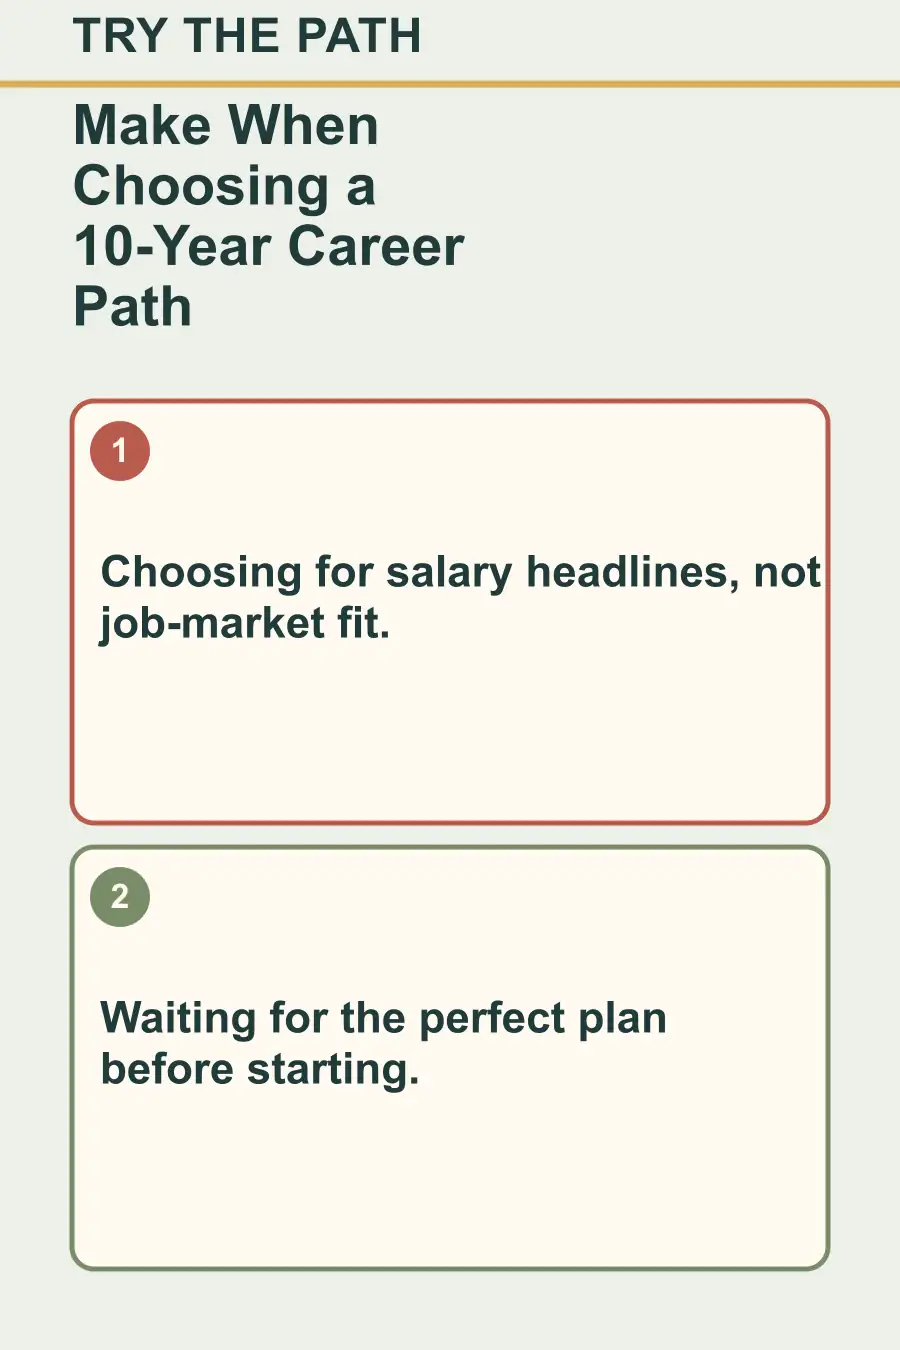 TRY THE PATH
Make When
Choosing a
10-Year Career
Path
1
Choosing for salary headlines, not
job-market fit.
2
Waiting for the perfect plan
before starting.